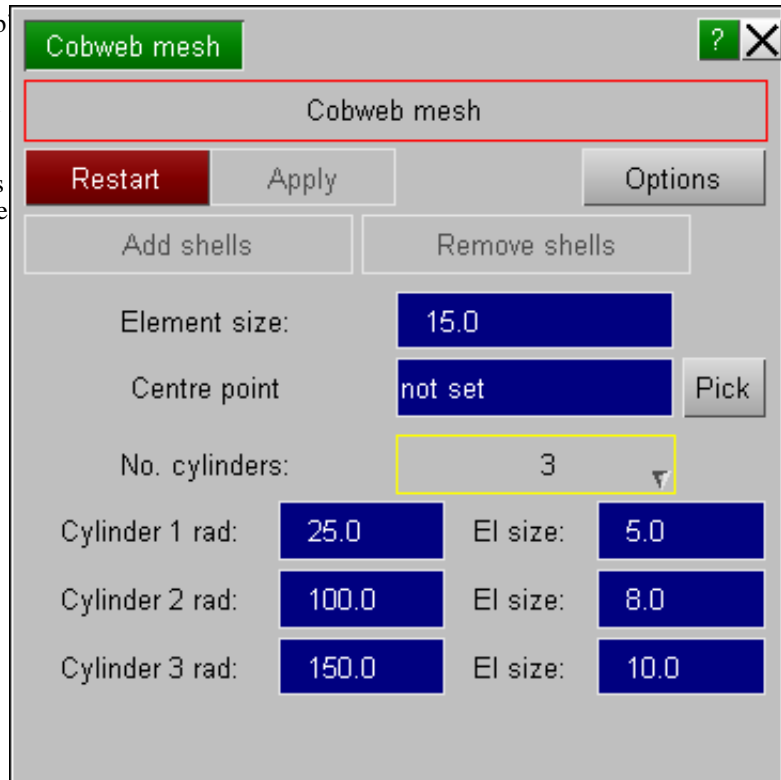 Cobweb mesh ?
Cobweb mesh
Restart Apply Options
Add shells Remove shells
Element size: 15.0
Centre point not set Pick
No. cylinders: 3
Cylinder 1 rad: 25.0 El size: 5.0
Cylinder 2 rad: 100.0 El size: 8.0
Cylinder 3 rad: 150.0 El size: 10.0